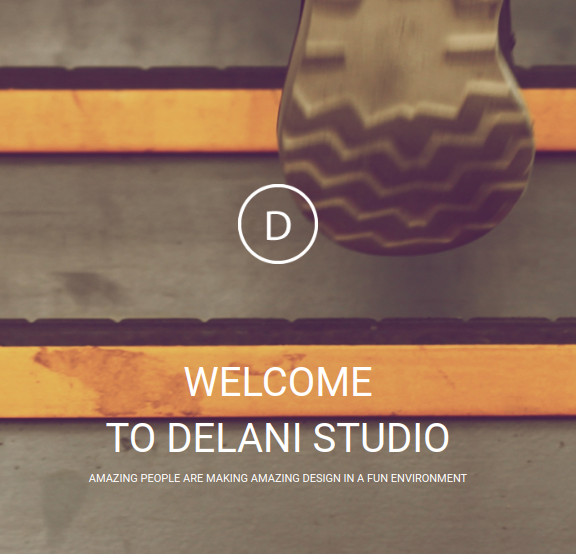 D
WELCOME
TO DELANI STUDIO
AMAZING PEOPLE ARE MAKING AMAZING DESIGN IN A FUN ENVIRONMENT